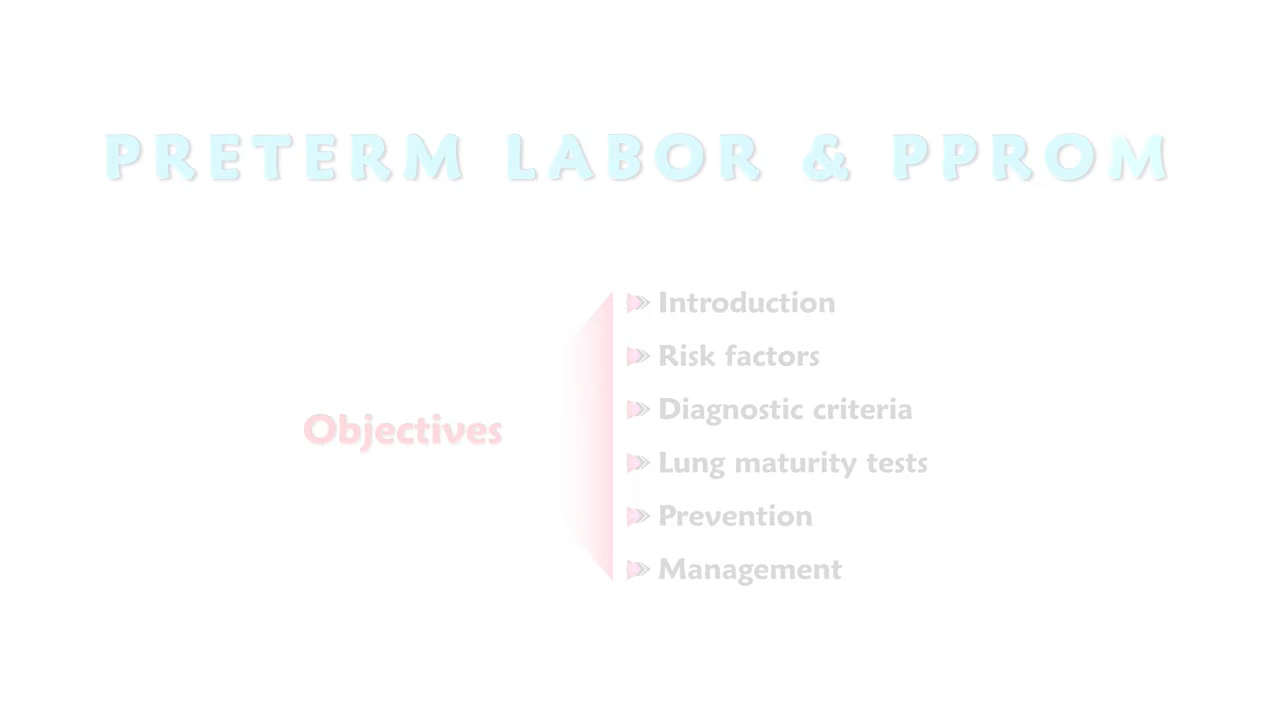 PRETERM LABOR & PPROM
Objectives
Introduction
Risk factors
Diagnostic criteria
Lung maturity tests
Prevention
Management